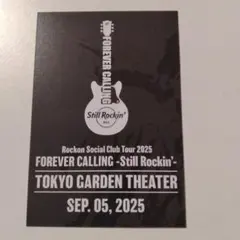 FOREVER CALLING
Still Rockin'
Rockon Social Club Tour 2025
FOREVER CALLING -Still Rockin'-
TOKYO GARDEN THEATER
SEP. 05, 2025